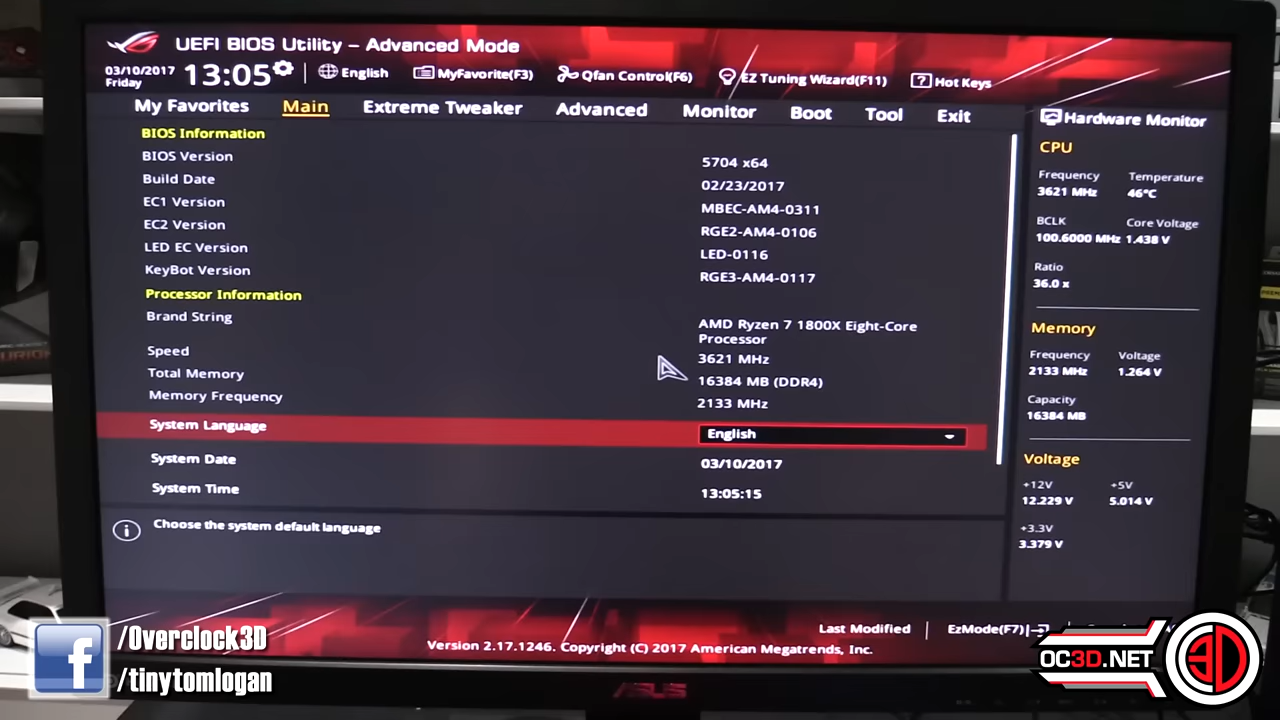 UEFI BIOS Utility – Advanced Mode
03/10/2017
Friday
13:05
English
MyFavorite(F3)
Qfan Control(F6)
EZ Tuning Wizard(F11)
? Hot Keys
My Favorites Main Extreme Tweaker Advanced Monitor Boot Tool Exit
BIOS Information
BIOS Version 5704 x64
Build Date 02/23/2017
EC1 Version MBEC-AM4-0311
EC2 Version RGE2-AM4-0106
LED EC Version LED-0116
KeyBot Version RGE3-AM4-0117
Processor Information
Brand String AMD Ryzen 7 1800X Eight-Core
Processor
Speed 3621 MHz
Total Memory 16384 MB (DDR4)
Memory Frequency 2133 MHz
System Language English
System Date 03/10/2017
System Time 13:05:15
i Choose the system default language
Hardware Monitor
CPU
Frequency Temperature
3621 MHz 46°C
BCLK Core Voltage
100.6000 MHz 1.438 V
Ratio
36.0 x
Memory
Frequency Voltage
2133 MHz 1.264 V
Capacity
16384 MB
Voltage
+12V +5V
12.229 V 5.014 V
+3.3V
3.379 V
Last Modified | EzMode(F7)|
Version 2.17.1246. Copyright (C) 2017 American Megatrends, Inc.
ASUS
f /Overclock3D
/tinytomlogan
OC3D.NET
3D